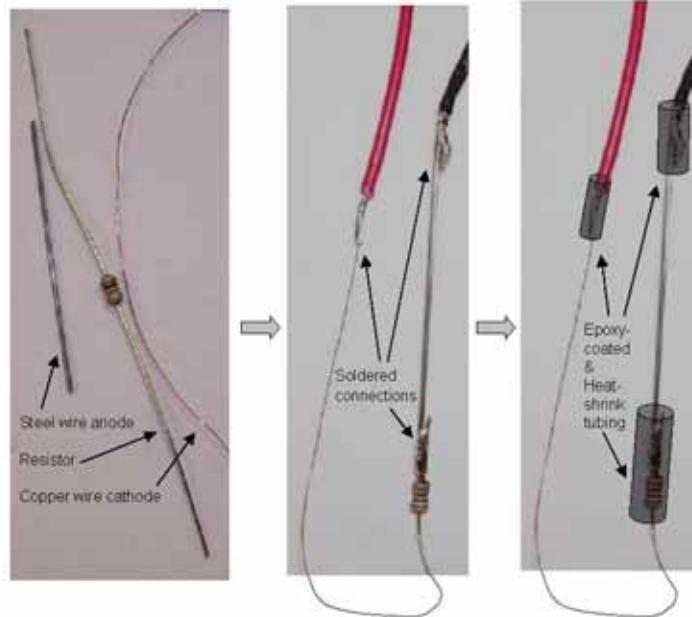 Steel wire anode
Resistor
Copper wire cathode
Soldered
connections
Epoxy-
coated
&
Heat-
shrink
tubing